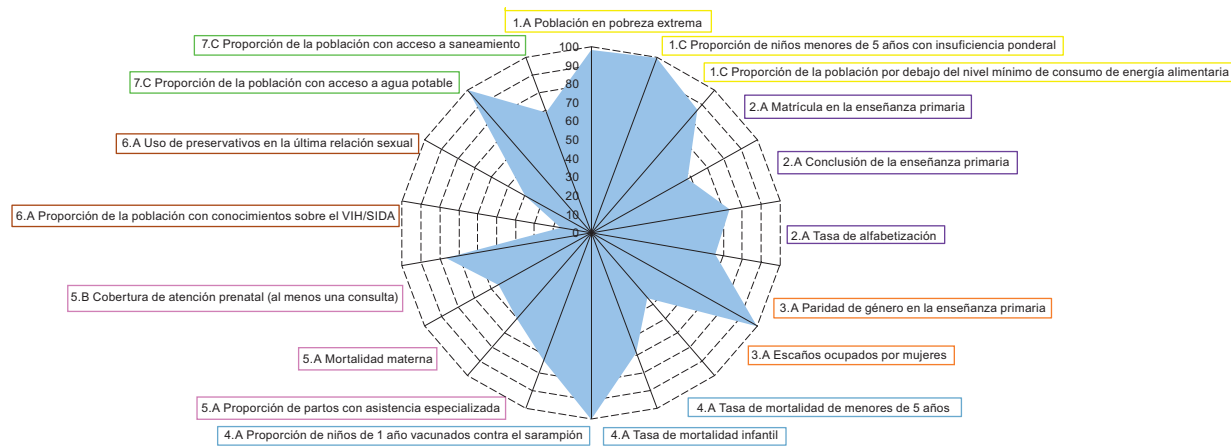 1.A Población en pobreza extrema
1.C Proporción de niños menores de 5 años con insuficiencia ponderal
1.C Proporción de la población por debajo del nivel mínimo de consumo de energía alimentaria
2.A Matrícula en la enseñanza primaria
2.A Conclusión de la enseñanza primaria
2.A Tasa de alfabetización
3.A Paridad de género en la enseñanza primaria
3.A Escaños ocupados por mujeres
4.A Tasa de mortalidad de menores de 5 años
4.A Tasa de mortalidad infantil
4.A Proporción de niños de 1 año vacunados contra el sarampión
5.A Proporción de partos con asistencia especializada
5.A Mortalidad materna
5.B Cobertura de atención prenatal (al menos una consulta)
6.A Proporción de la población con conocimientos sobre el VIH/SIDA
6.A Uso de preservativos en la última relación sexual
7.C Proporción de la población con acceso a agua potable
7.C Proporción de la población con acceso a saneamiento
100
90
80
70
60
50
40
30
20
10
0